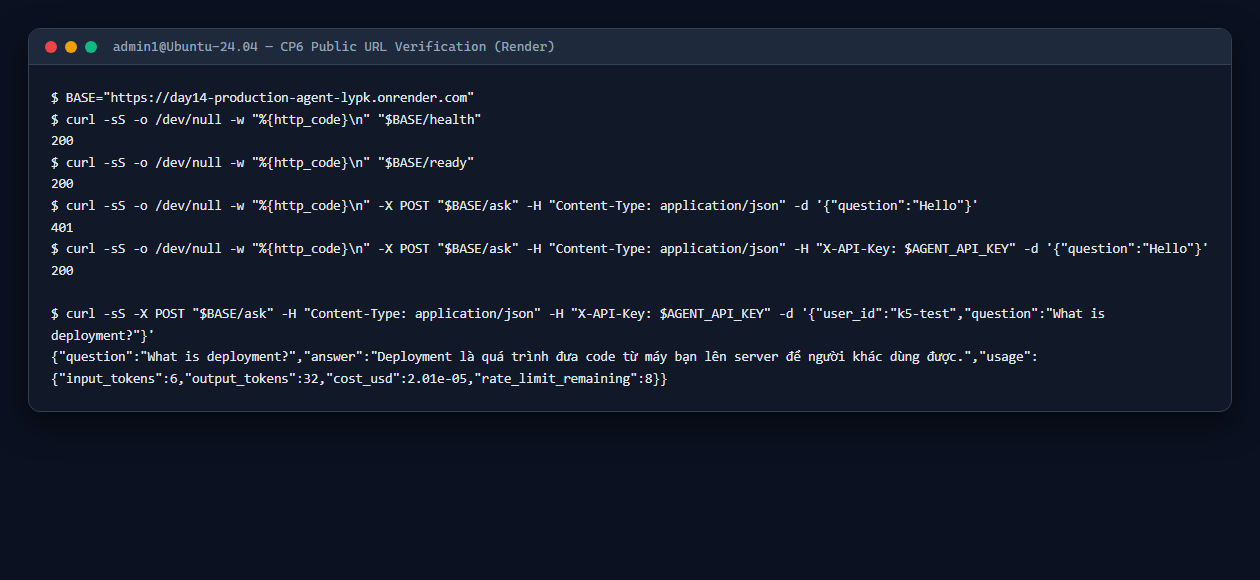 admin1@Ubuntu-24.04 — CP6 Public URL Verification (Render)
$ BASE="https://day14-production-agent-lypk.onrender.com"
$ curl -sS -o /dev/null -w "%{http_code}\n" "$BASE/health"
200
$ curl -sS -o /dev/null -w "%{http_code}\n" "$BASE/ready"
200
$ curl -sS -o /dev/null -w "%{http_code}\n" -X POST "$BASE/ask" -H "Content-Type: application/json" -d '{"question":"Hello"}'
401
$ curl -sS -o /dev/null -w "%{http_code}\n" -X POST "$BASE/ask" -H "Content-Type: application/json" -H "X-API-Key: $AGENT_API_KEY" -d '{"question":"Hello"}'
200
$ curl -sS -X POST "$BASE/ask" -H "Content-Type: application/json" -H "X-API-Key: $AGENT_API_KEY" -d '{"user_id":"k5-test","question":"What is
deployment?"}'
{"question":"What is deployment?","answer":"Deployment là quá trình đưa code từ máy bạn lên server để người khác dùng được.","usage":
{"input_tokens":6,"output_tokens":32,"cost_usd":2.01e-05,"rate_limit_remaining":8}}